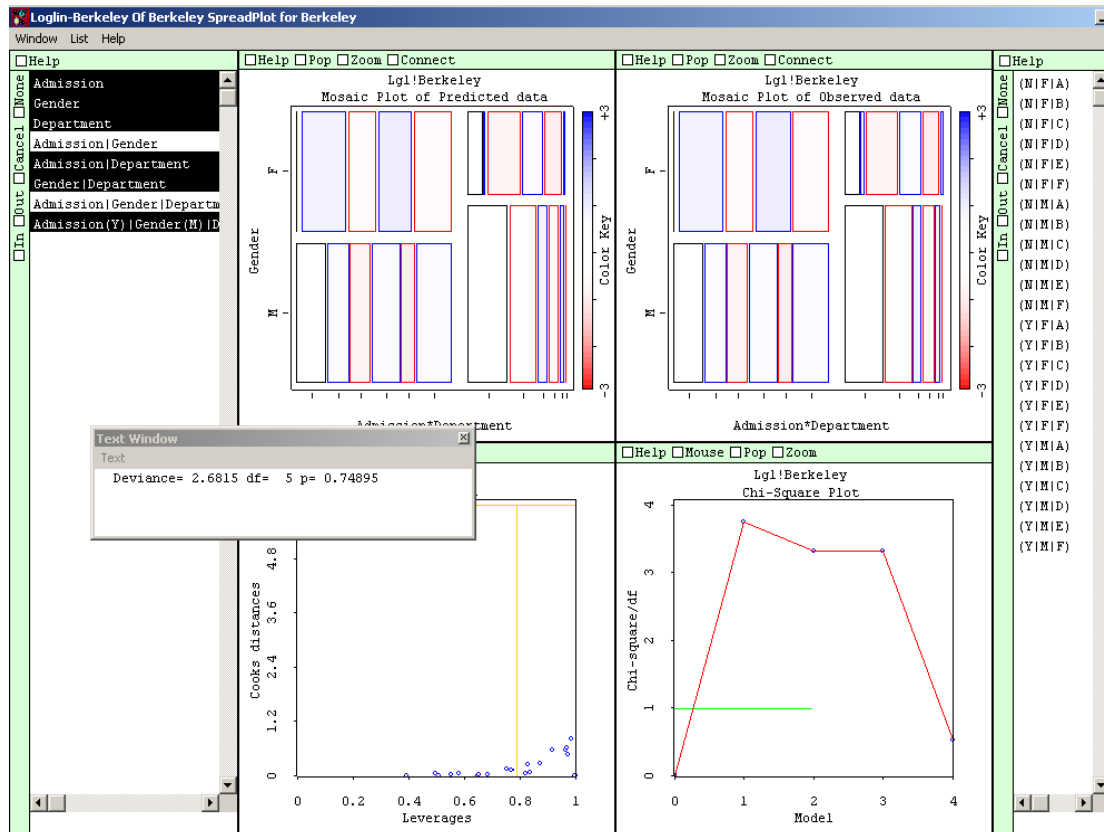 Loglin-Berkeley Of Berkeley SpreadPlot for Berkeley
Window List Help
Help
In Out Cancel None
Admission
Gender
Department
Admission|Gender
Admission|Department
Gender|Department
Admission|Gender|Departm
Admission(Y)|Gender(M)|D
Help Pop Zoom Connect
Lgl!Berkeley
Mosaic Plot of Predicted data
F
M
Gender
Admission*Department
+3
Color Key
-3
Help Pop Zoom Connect
Lgl!Berkeley
Mosaic Plot of Observed data
F
M
Gender
Admission*Department
+3
Color Key
-3
Text Window
Text
Deviance= 2.6815 df= 5 p= 0.74895
4.8
3.6
2.4
1.2
0
Cooks distances
0 0.2 0.4 0.6 0.8 1
Leverages
Help Mouse Pop Zoom
Lgl!Berkeley
Chi-Square Plot
4
3
2
1
0
Chi-square/df
0 1 2 3 4
Model
Help
In Out Cancel None
(N|F|A)
(N|F|B)
(N|F|C)
(N|F|D)
(N|F|E)
(N|F|F)
(N|M|A)
(N|M|B)
(N|M|C)
(N|M|D)
(N|M|E)
(N|M|F)
(Y|F|A)
(Y|F|B)
(Y|F|C)
(Y|F|D)
(Y|F|E)
(Y|F|F)
(Y|M|A)
(Y|M|B)
(Y|M|C)
(Y|M|D)
(Y|M|E)
(Y|M|F)